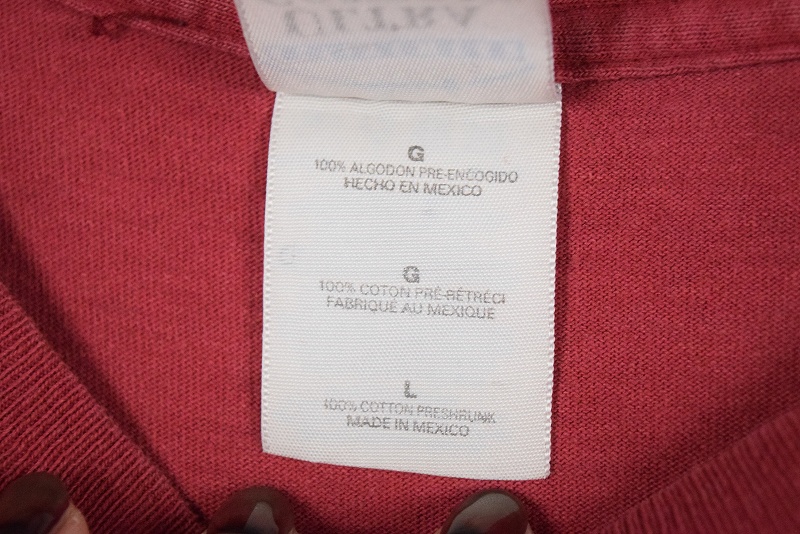 ULTRA
G
100% ALGODON PRE-ENCOGIDO
HECHO EN MEXICO
G
100% COTON PRÉ-RÉTRÉCI
FABRIQUÉ AU MEXIQUE
L
100% COTTON PRESHRUNK
MADE IN MEXICO